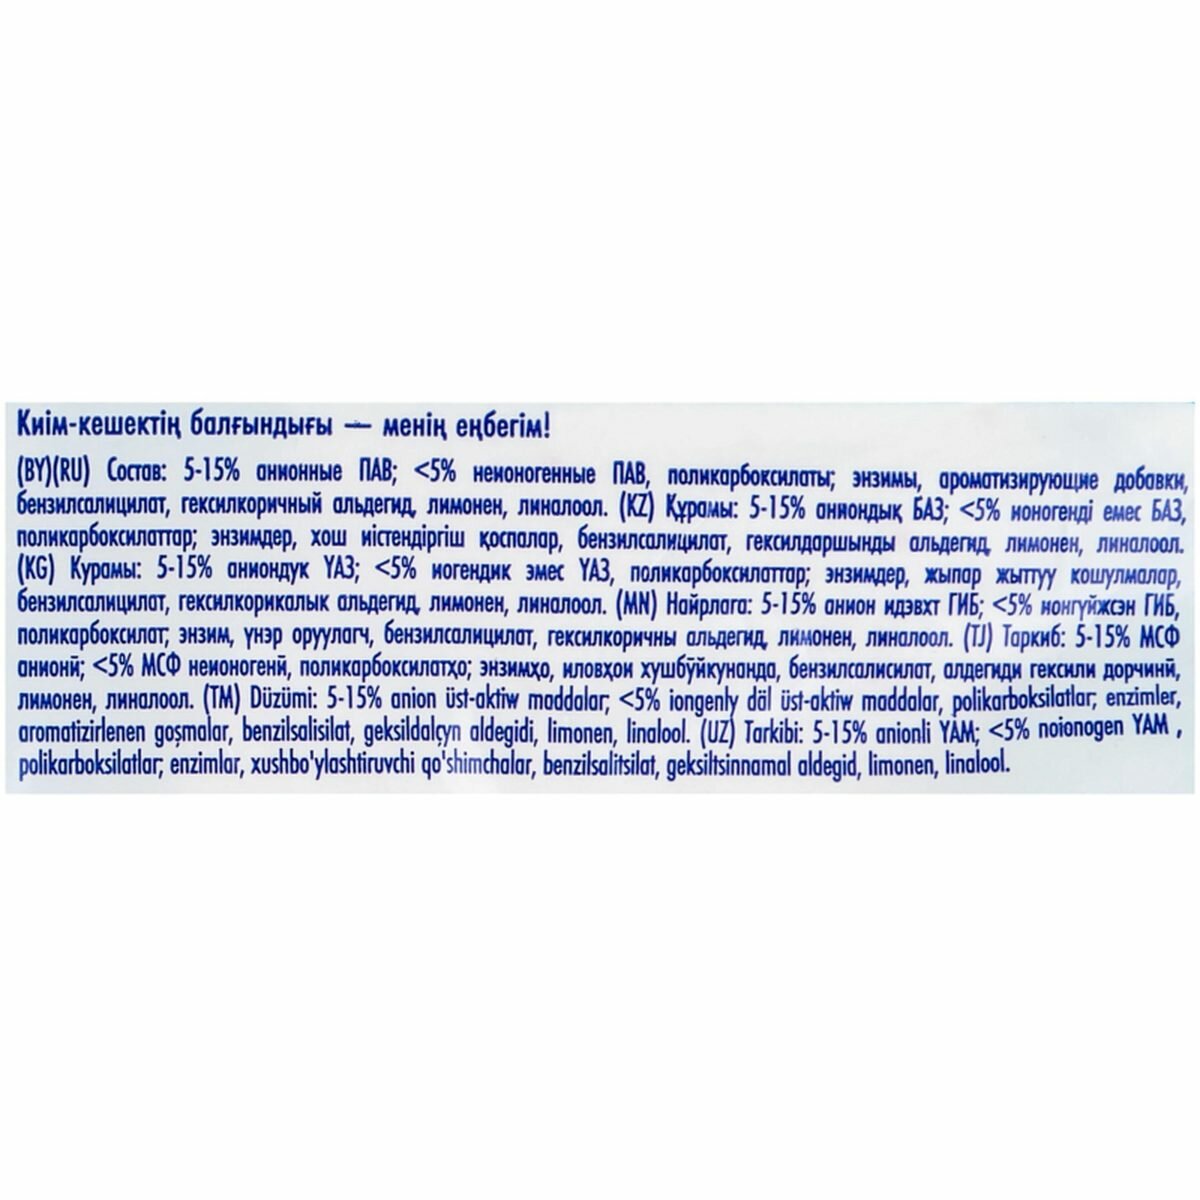 Киім-кешектің балғындығы — менің еңбегім!
(BY)(RU) Состав: 5-15% анионные ПАВ; <5% неионогенные ПАВ, поликарбоксилаты; энзимы, ароматизирующие добавки,
бензилсалицилат, гексилкоричный альдегид, лимонен, линалоол. (KZ) Құрамы: 5-15% аниондық БАЗ; <5% ионогенді емес БАЗ,
поликарбоксилаттар; энзимдер, хош иістендіргіш қоспалар, бензилсалицилат, гексилдаршынды альдегид, лимонен, линалоол.
(KG) Курамы: 5-15% аниондук ҮАЗ; <5% иогендик эмес ҮАЗ, поликарбоксилаттар; энзимдер, жыпар жыттуу кошулмалар,
бензилсалицилат, гексилкорикалык альдегид, лимонен, линалоол. (MN) Найрлага: 5-15% анион идэвхт ГИБ; <5% ионгүйжсэн ГИБ,
поликарбоксилат; энзим, үнэр оруулагч, бензилсалицилат, гексилкоричны альдегид, лимонен, линалоол. (TJ) Таркиб: 5-15% МСФ
анионӣ; <5% МСФ неионогенӣ, поликарбоксилатҳо; энзимҳо, иловҳои хушбӯйкунанда, бензилсалисилат, алдегиди гексили дорчинӣ,
лимонен, линалоол. (TM) Düzümi: 5-15% anion üst-aktiw maddalar; <5% iongenly däl üst-aktiw maddalar, polikarboksilatlar; enzimler,
aromatizirlenen goşmalar, benzilsalisilat, geksildalçyn aldegidi, limonen, linalool. (UZ) Tarkibi: 5-15% anionli YAM; <5% noionogen YAM ,
polikarboksilatlar; enzimlar, xushbo'ylashtiruvchi qo'shimchalar, benzilsalitsilat, geksiltsinnamal aldegid, limonen, linalool.